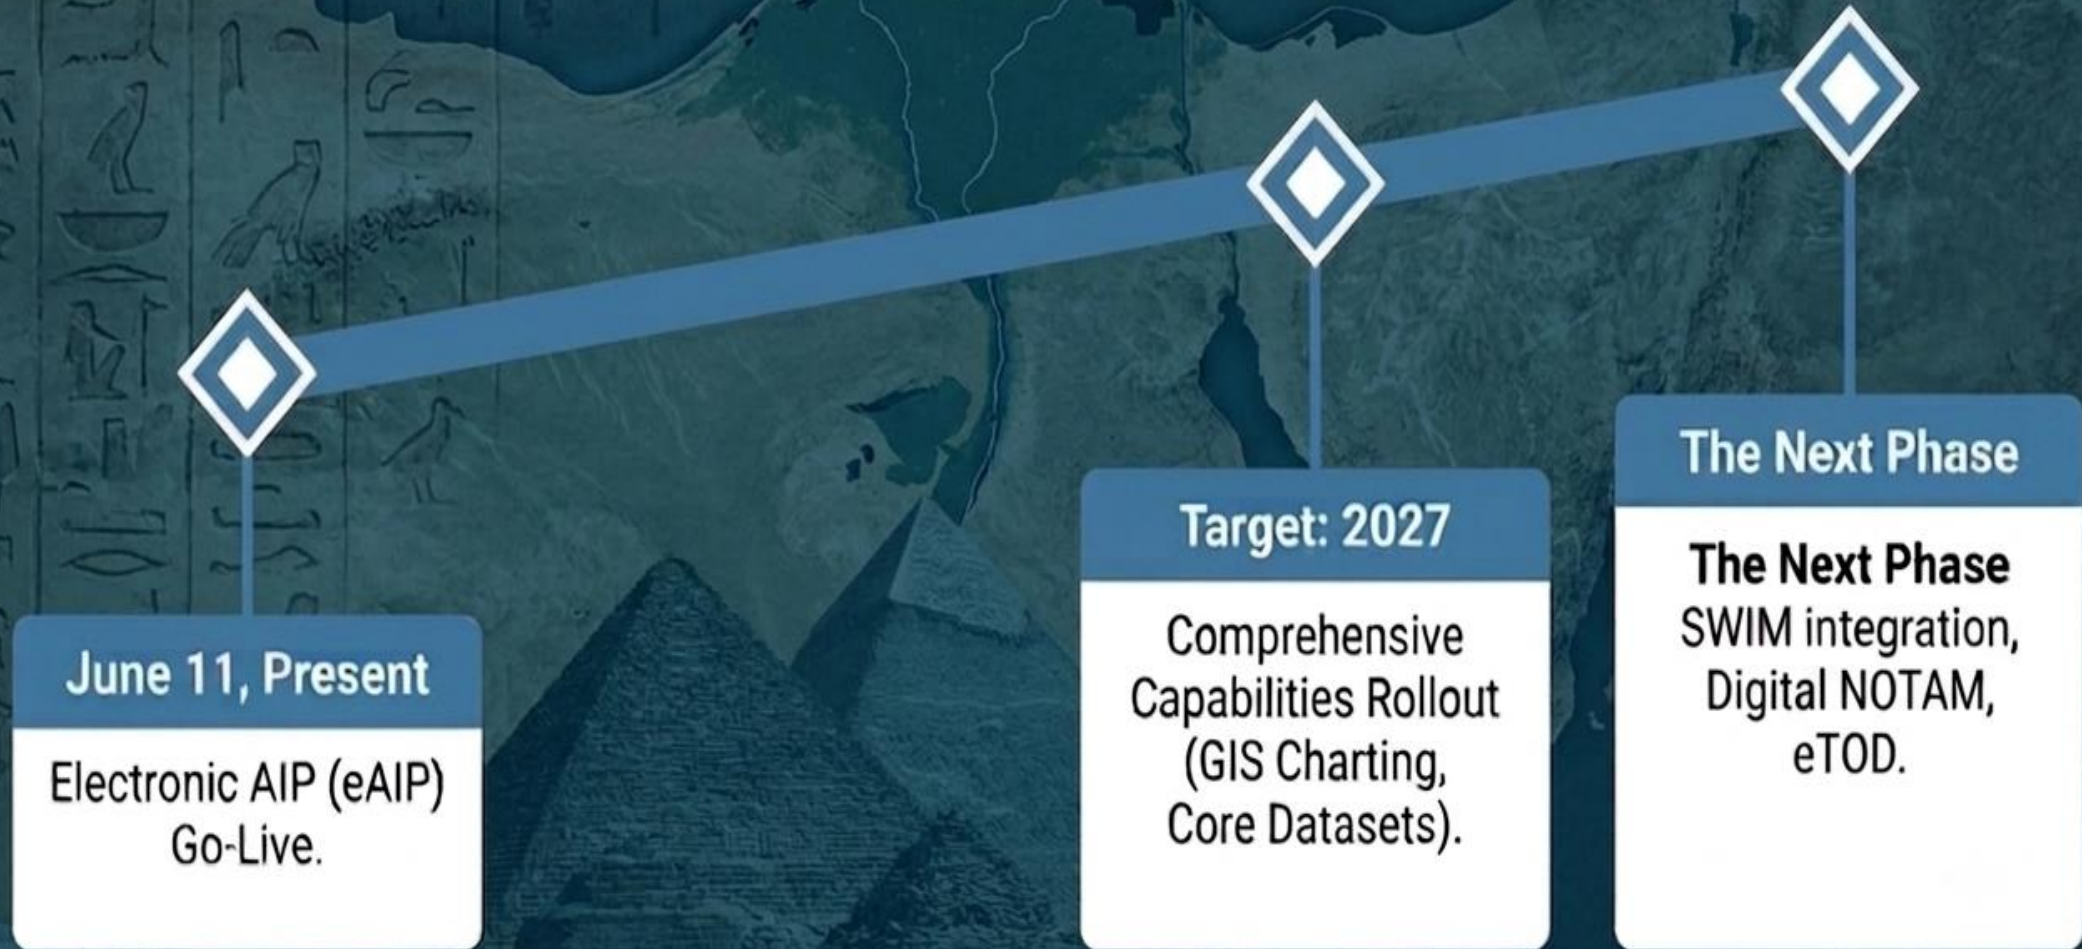 June 11, Present
Electronic AIP (eAIP)
Go-Live.
Target: 2027
Comprehensive
Capabilities Rollout
(GIS Charting,
Core Datasets).
The Next Phase
The Next Phase
SWIM integration,
Digital NOTAM,
eTOD.